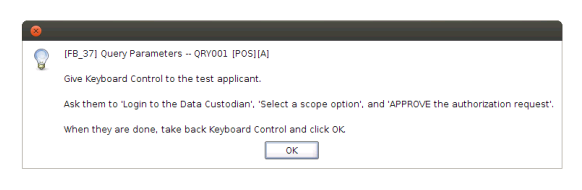 [FB_37] Query Parameters -- QRY001 [POS][A]
Give Keyboard Control to the test applicant.
Ask them to 'Login to the Data Custodian', 'Select a scope option', and 'APPROVE the authorization request'.
When they are done, take back Keyboard Control and click OK.
OK